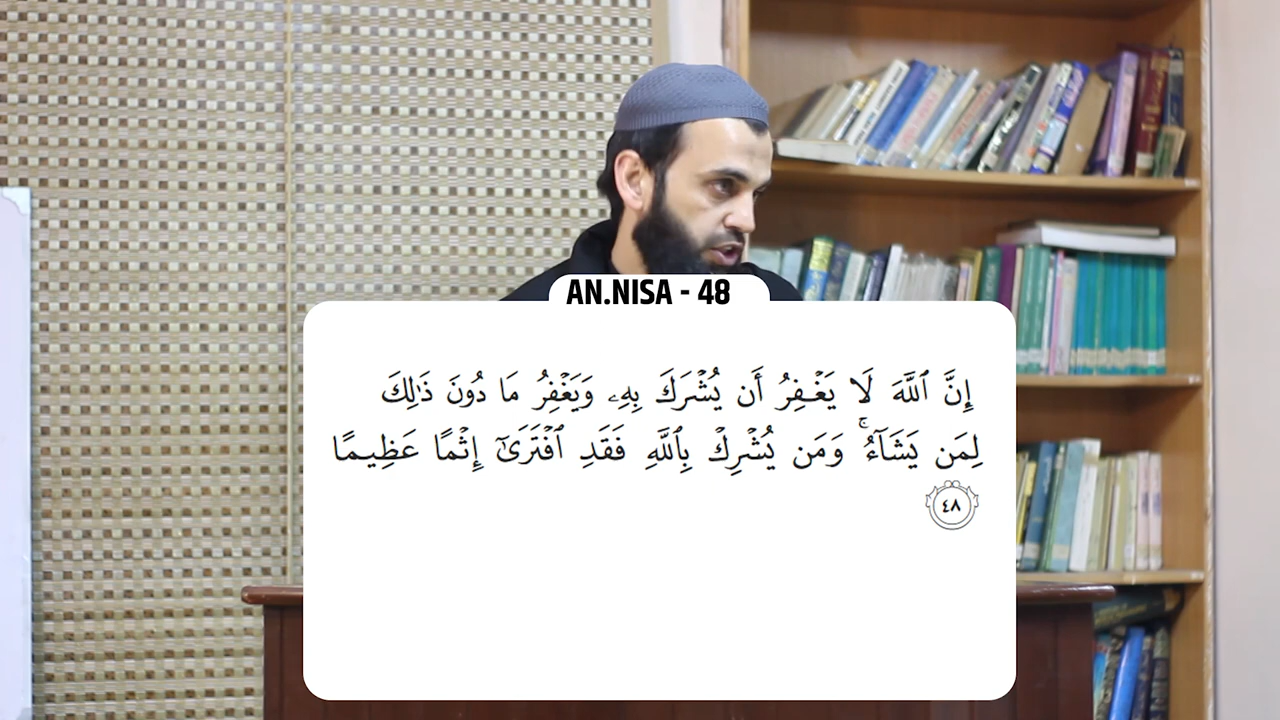 AN.NISA - 48
إِنَّ ٱللَّهَ لَا يَغْفِرُ أَن يُشْرَكَ بِهِۦ وَيَغْفِرُ مَا دُونَ ذَٰلِكَ
لِمَن يَشَآءُ ۚ وَمَن يُشْرِكْ بِٱللَّهِ فَقَدِ ٱفْتَرَىٰٓ إِثْمًا عَظِيمًا
٤٨